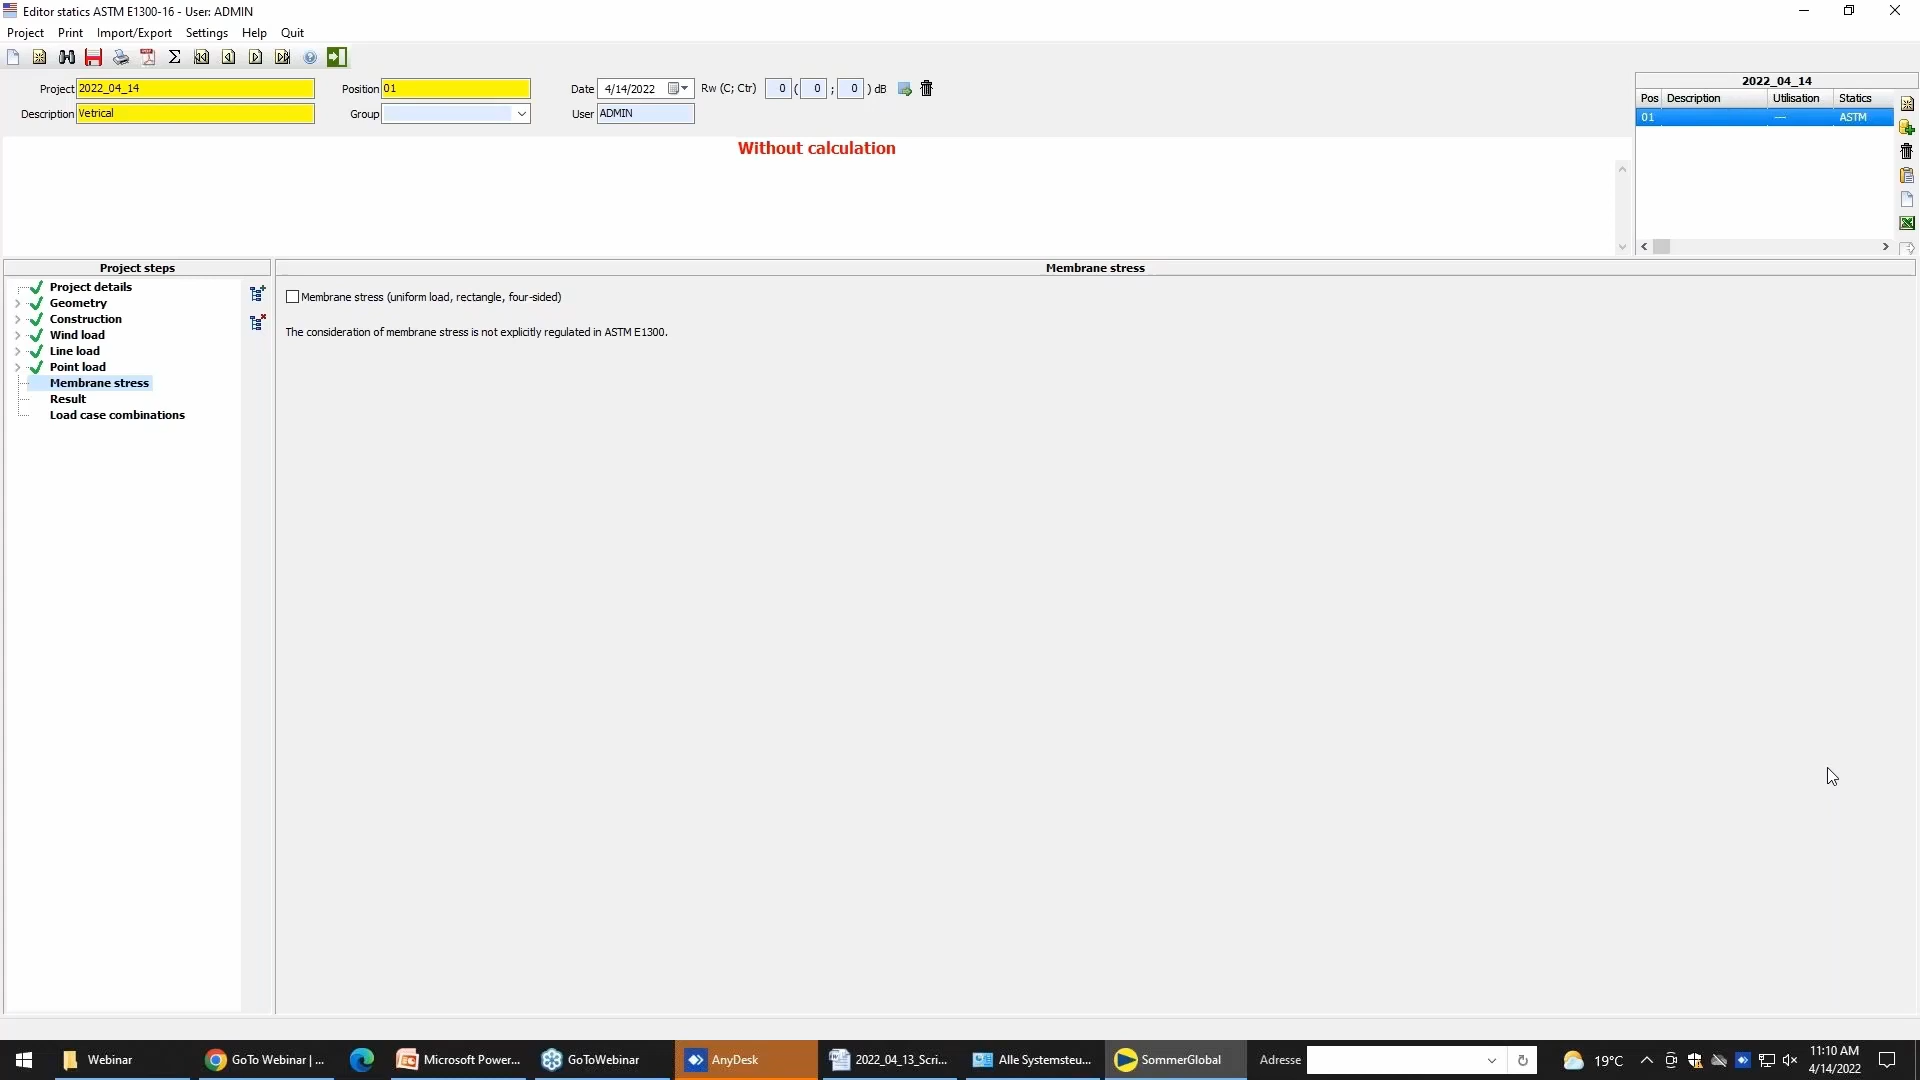 Editor statics ASTM E1300-16 - User: ADMIN
Project Print Import/Export Settings Help Quit
Project 2022_04_14 Position 01 Date 4/14/2022 Rw (C; Ctr) 0 ( 0 ; 0 ) dB
Description Vetrical Group User ADMIN
2022_04_14
Pos Description Utilisation Statics
01 --- ASTM
Without calculation
Project steps
Project details
Geometry
Construction
Wind load
Line load
Point load
Membrane stress
Result
Load case combinations
Membrane stress
Membrane stress (uniform load, rectangle, four-sided)
The consideration of membrane stress is not explicitly regulated in ASTM E1300.
Webinar GoTo Webinar | ... Microsoft Power... GoToWebinar AnyDesk 2022_04_13_Scri... Alle Systemsteu... SommerGlobal Adresse 19°C 11:10 AM
4/14/2022